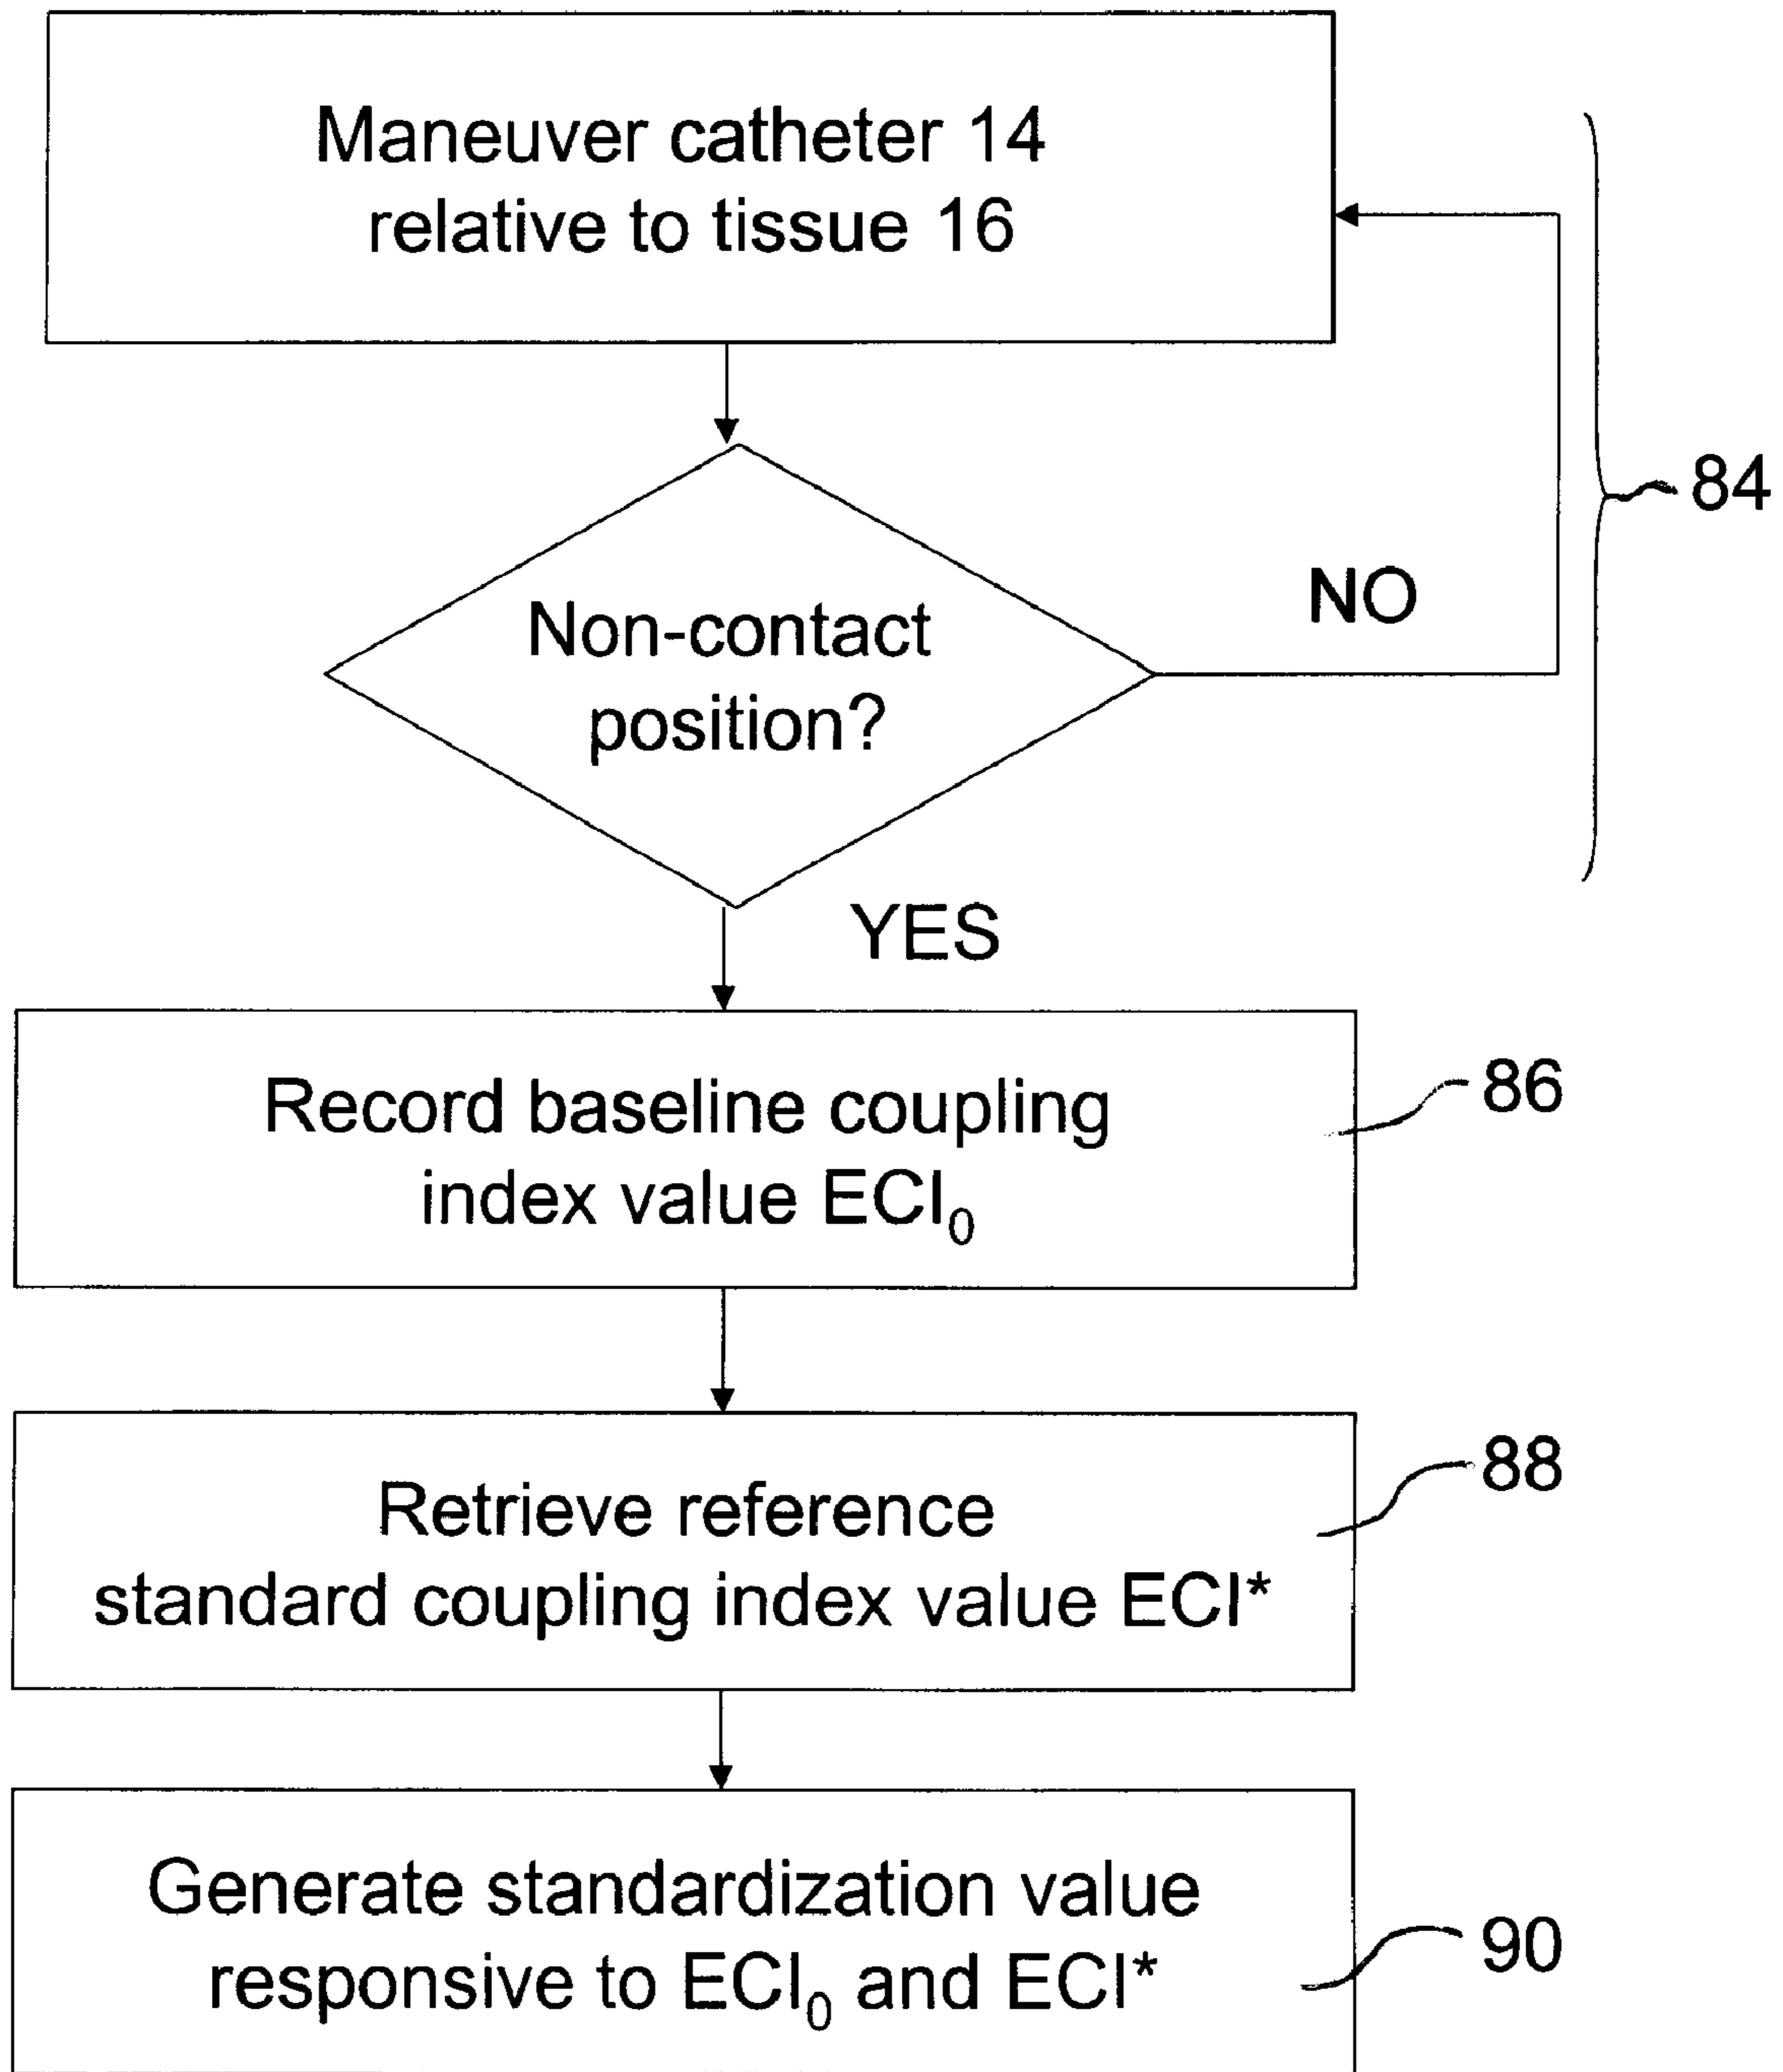 Maneuver catheter 14
relative to tissue 16
84
NO
Non-contact
position?
YES
Record baseline coupling
index value ECI₀
86
Retrieve reference
standard coupling index value ECI*
88
Generate standardization value
responsive to ECI₀ and ECI*
90